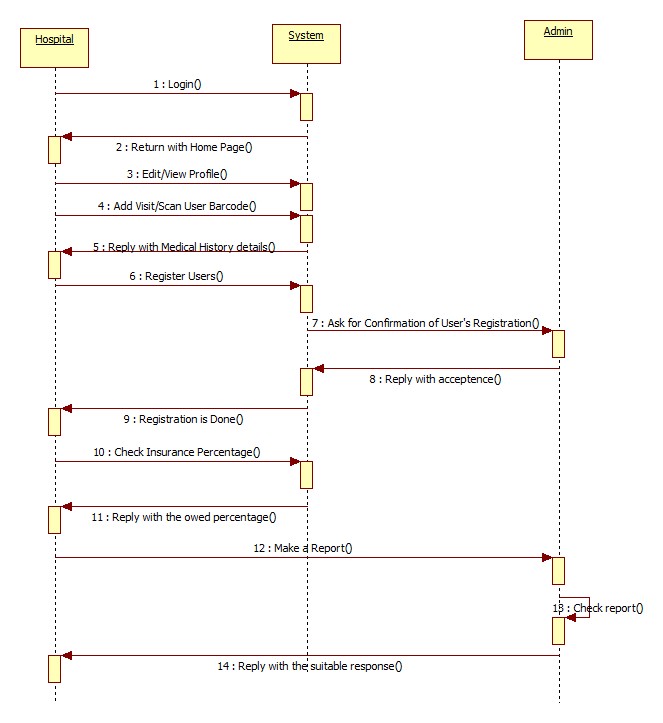 Hospital
System
Admin
1 : Login()
2 : Return with Home Page()
3 : Edit/View Profile()
4 : Add Visit/Scan User Barcode()
5 : Reply with Medical History details()
6 : Register Users()
7 : Ask for Confirmation of User's Registration()
8 : Reply with acceptence()
9 : Registration is Done()
10 : Check Insurance Percentage()
11 : Reply with the owed percentage()
12 : Make a Report()
13 : Check report()
14 : Reply with the suitable response()